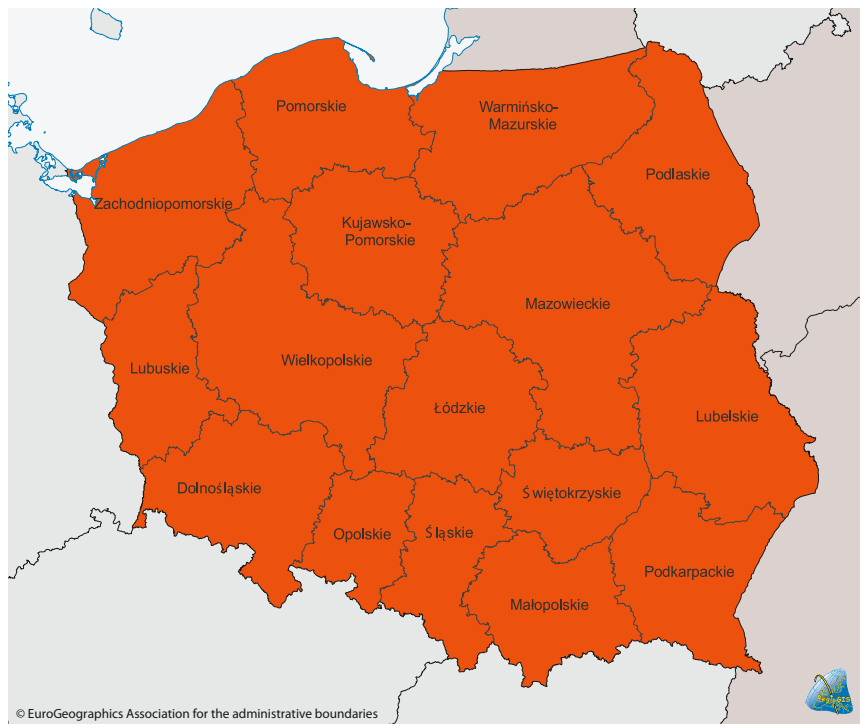 Pomorskie
Warmińsko-
Mazurskie
Podlaskie
Zachodniopomorskie
Kujawsko-
Pomorskie
Mazowieckie
Lubuskie
Wielkopolskie
Łódzkie
Lubelskie
Dolnośląskie
Świętokrzyskie
Opolskie
Śląskie
Podkarpackie
Małopolskie
© EuroGeographics Association for the administrative boundaries